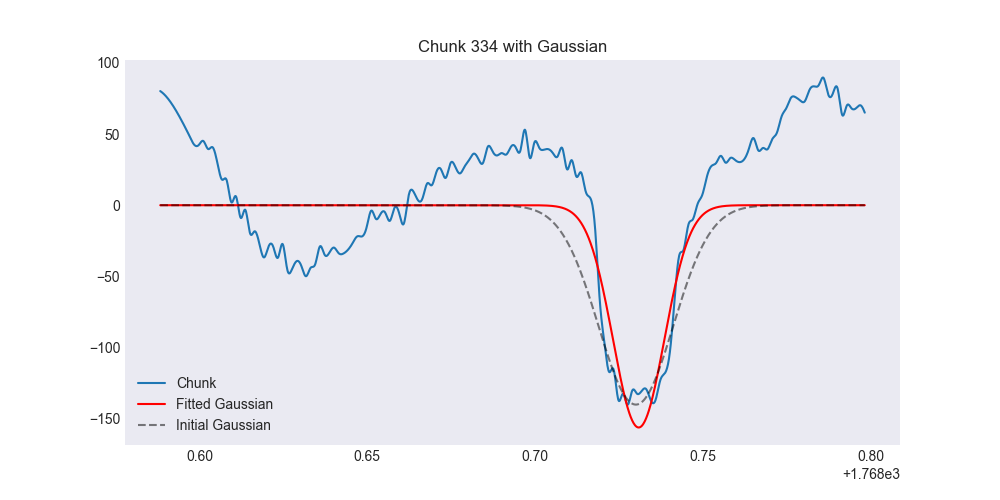 Chunk 334 with Gaussian
100
50
0
−50
−100
−150
Chunk
Fitted Gaussian
Initial Gaussian
0.60 0.65 0.70 0.75 0.80
+1.768e3